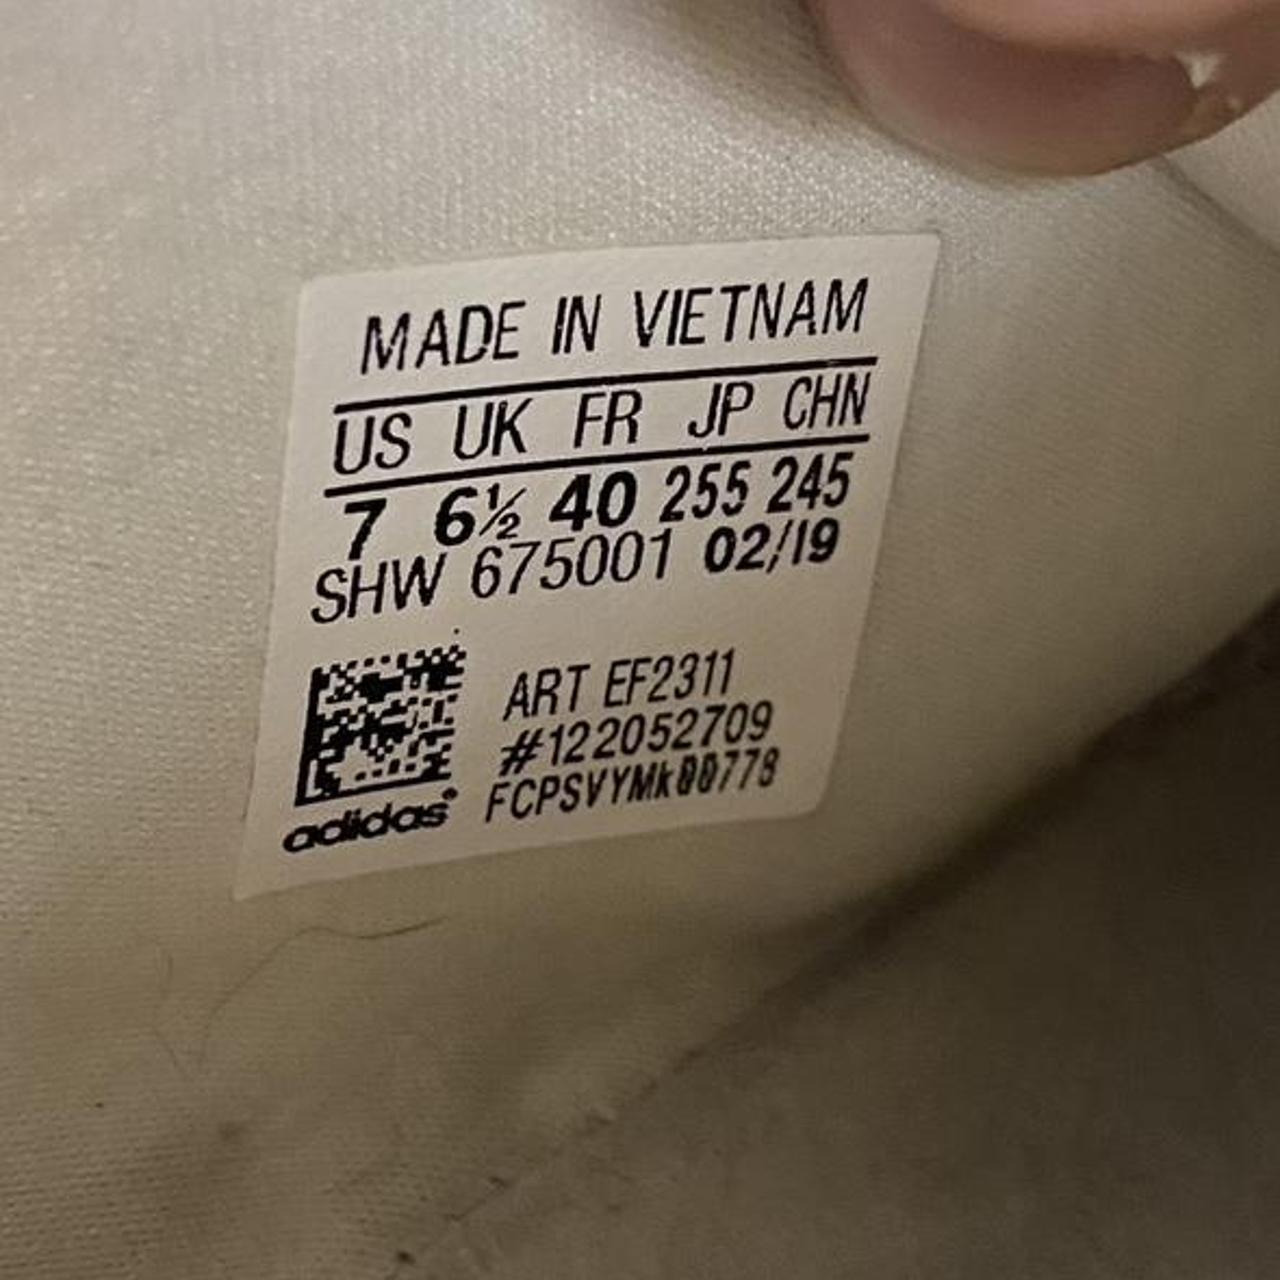 MADE IN VIETNAM
US UK FR JP CHN
7 6½ 40 255 245
SHW 675001 02/19
ART EF2311
#122052709
FCPSVYMk00778
adidas®